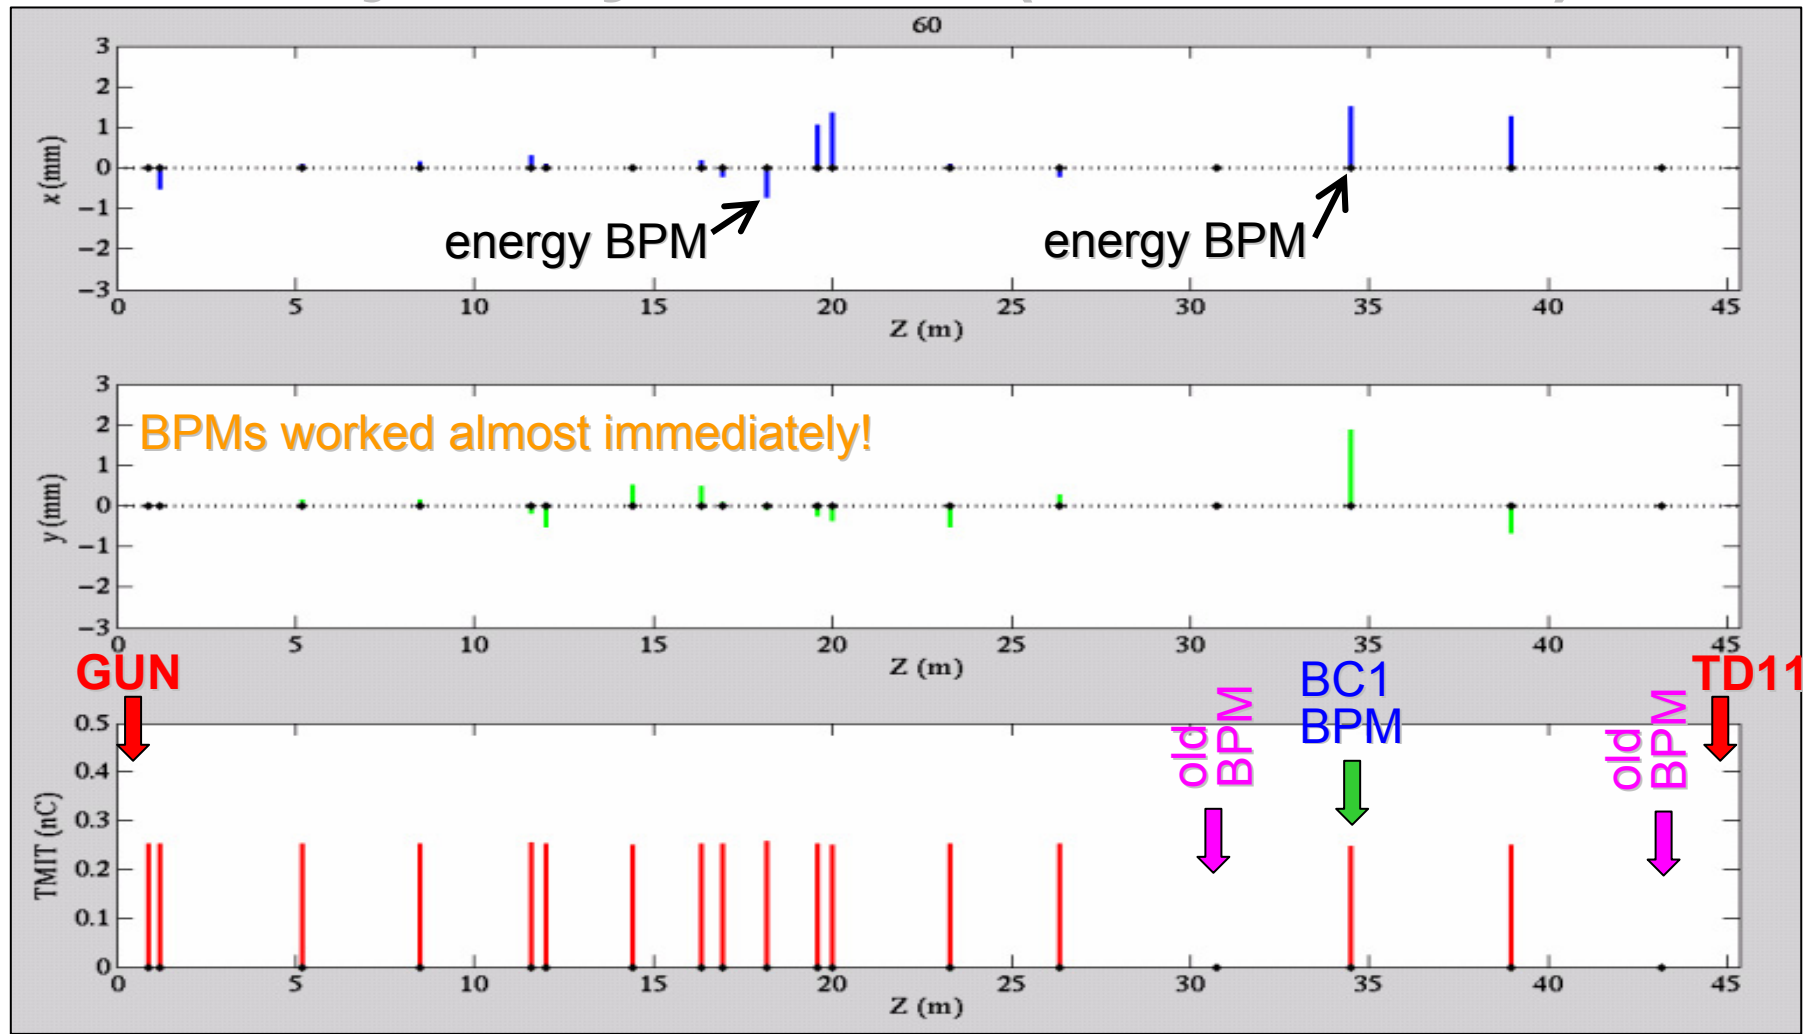 60
3
2
1
0
−1
−2
−3
x (mm)
energy BPM
energy BPM
0 5 10 15 20 25 30 35 40 45
Z (m)
3
2
1
0
−1
−2
−3
y (mm)
BPMs worked almost immediately!
0 5 10 15 20 25 30 35 40 45
Z (m)
GUN
old
BPM
BC1
BPM
old
BPM
TD11
0.5
0.4
0.3
0.2
0.1
0
TMIT (nC)
0 5 10 15 20 25 30 35 40 45
Z (m)